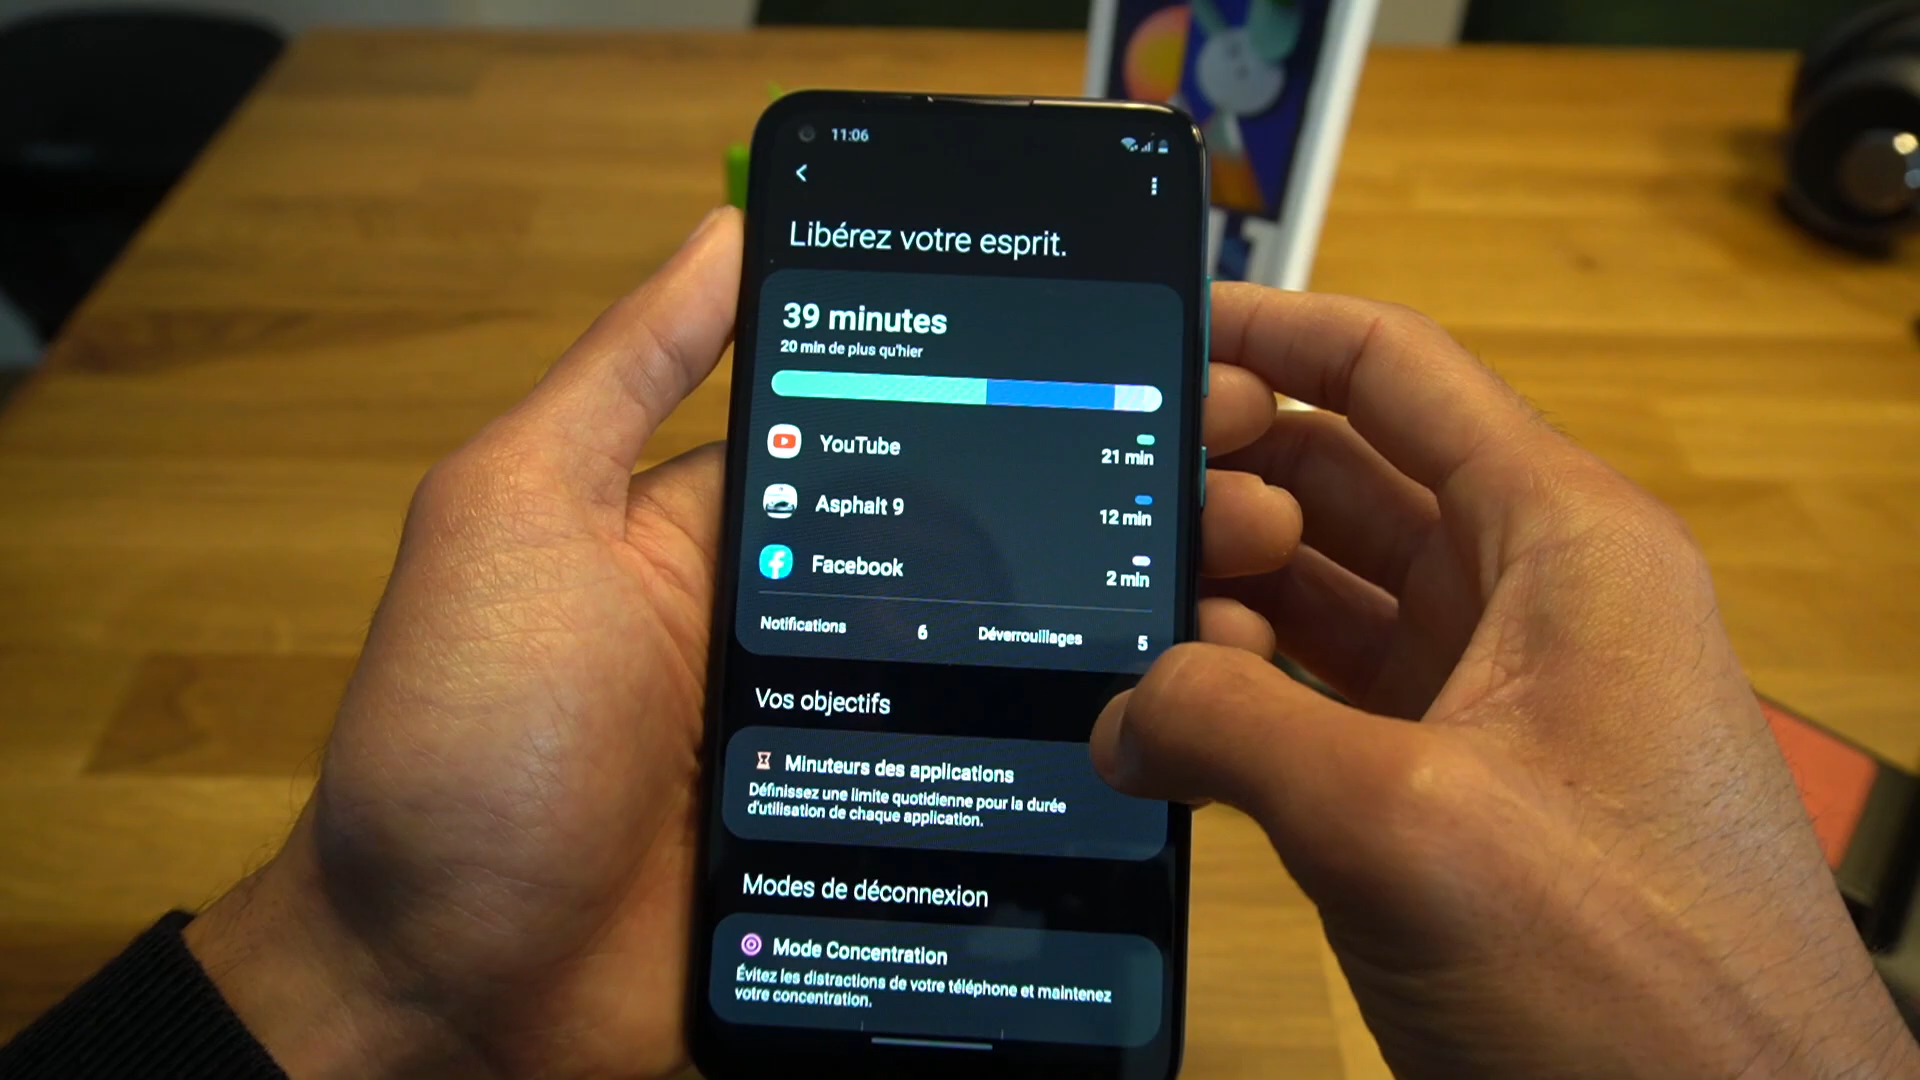 11:06
Libérez votre esprit.
39 minutes
20 min de plus qu'hier
YouTube
21 min
Asphalt 9
12 min
Facebook
2 min
Notifications 6 Déverrouillages 5
Vos objectifs
Minuteurs des applications
Définissez une limite quotidienne pour la durée
d'utilisation de chaque application.
Modes de déconnexion
Mode Concentration
Évitez les distractions de votre téléphone et maintenez
votre concentration.